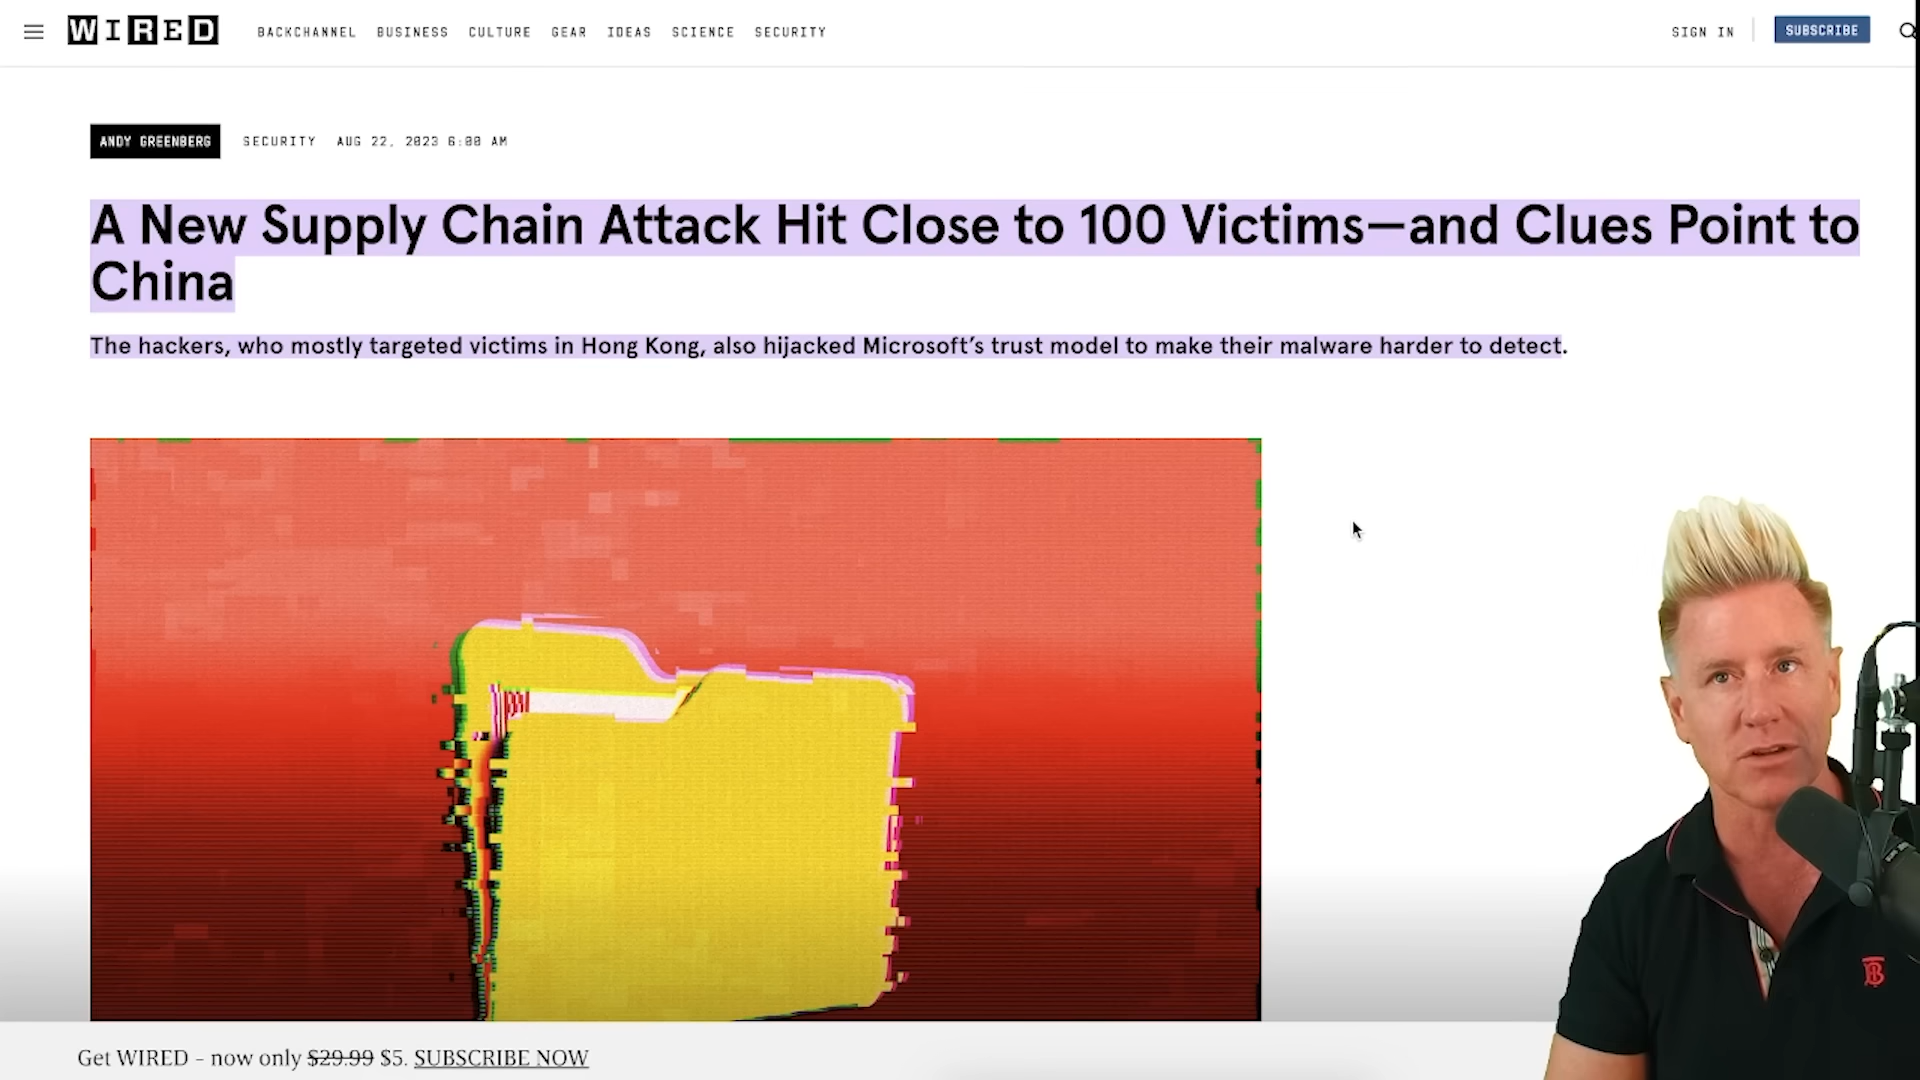 WIRED
BACKCHANNEL BUSINESS CULTURE GEAR IDEAS SCIENCE SECURITY
SIGN IN
SUBSCRIBE
ANDY GREENBERG SECURITY AUG 22, 2023 6:00 AM
A New Supply Chain Attack Hit Close to 100 Victims—and Clues Point to
China
The hackers, who mostly targeted victims in Hong Kong, also hijacked Microsoft’s trust model to make their malware harder to detect.
Get WIRED - now only $29.99 $5. SUBSCRIBE NOW